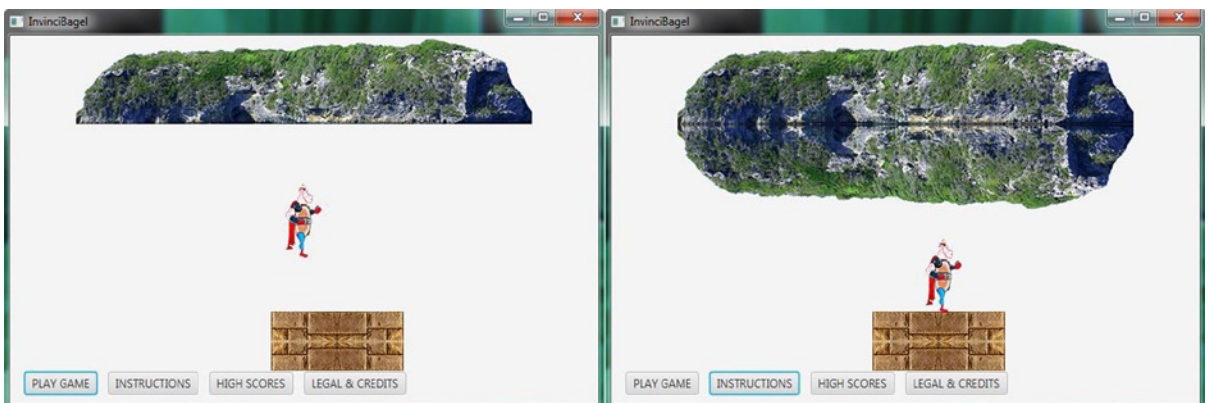 InvinciBagel
PLAY GAME INSTRUCTIONS HIGH SCORES LEGAL & CREDITS
InvinciBagel
PLAY GAME INSTRUCTIONS HIGH SCORES LEGAL & CREDITS